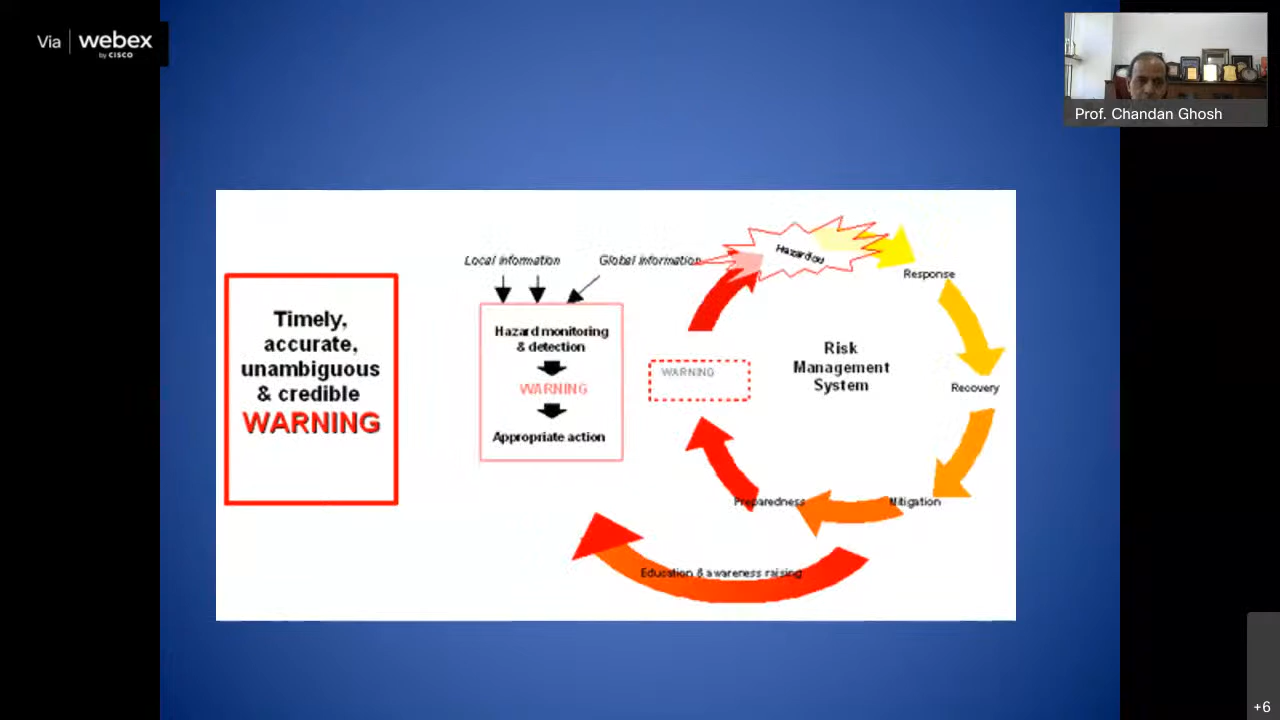 Via webex
by CISCO
Prof. Chandan Ghosh
Timely,
accurate,
unambiguous
& credible
WARNING
Local information
Global information
Hazard monitoring
& detection
WARNING
Appropriate action
WARNING
Risk
Management
System
Response
Recovery
Mitigation
Preparedness
Education & awareness raising
+6